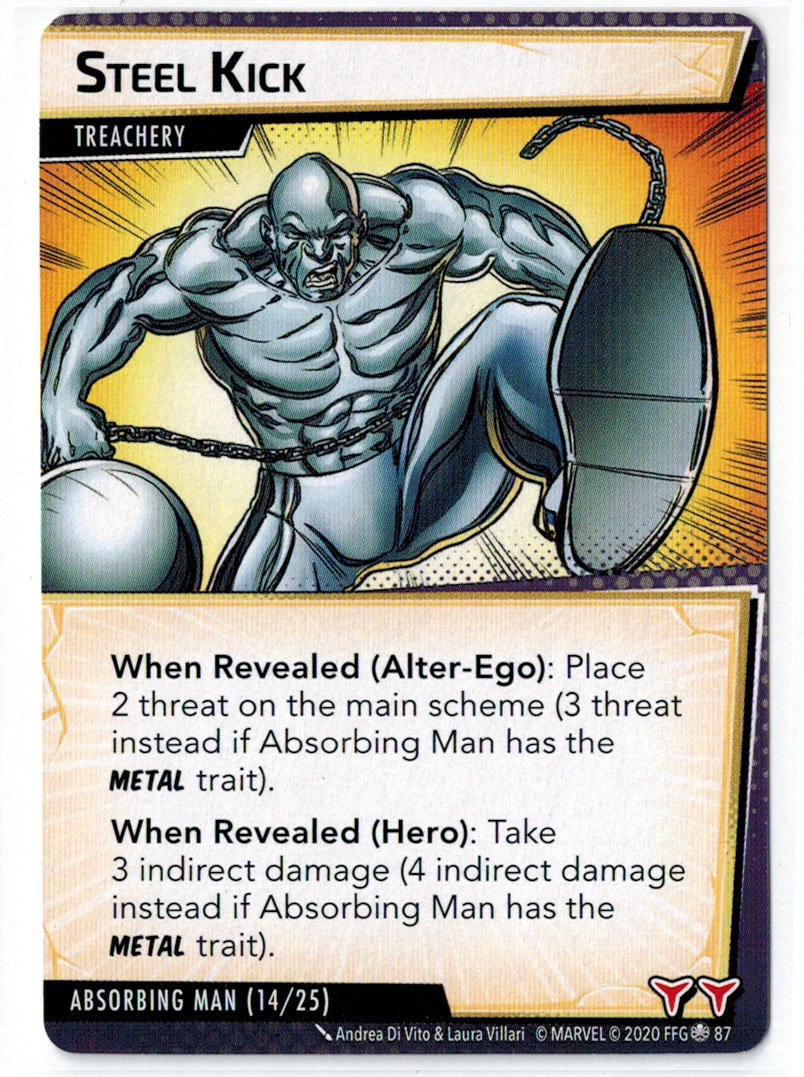 STEEL KICK
TREACHERY
When Revealed (Alter-Ego): Place
2 threat on the main scheme (3 threat
instead if Absorbing Man has the
METAL trait).
When Revealed (Hero): Take
3 indirect damage (4 indirect damage
instead if Absorbing Man has the
METAL trait).
ABSORBING MAN (14/25)
Andrea Di Vito & Laura Villari © MARVEL © 2020 FFG 87